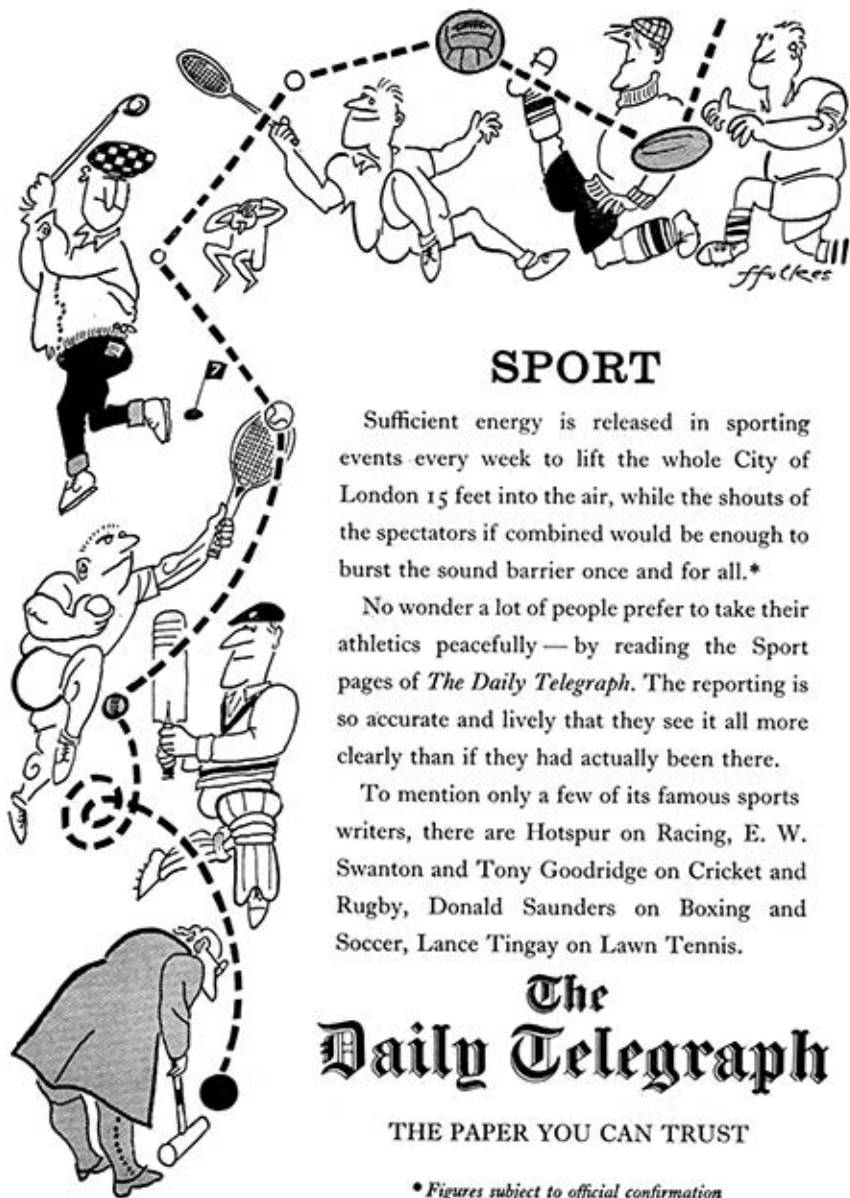 ffolkes
7
SPORT
Sufficient energy is released in sporting
events every week to lift the whole City of
London 15 feet into the air, while the shouts of
the spectators if combined would be enough to
burst the sound barrier once and for all.*
No wonder a lot of people prefer to take their
athletics peacefully — by reading the Sport
pages of The Daily Telegraph. The reporting is
so accurate and lively that they see it all more
clearly than if they had actually been there.
To mention only a few of its famous sports
writers, there are Hotspur on Racing, E. W.
Swanton and Tony Goodridge on Cricket and
Rugby, Donald Saunders on Boxing and
Soccer, Lance Tingay on Lawn Tennis.
The
Daily Telegraph
THE PAPER YOU CAN TRUST
* Figures subject to official confirmation